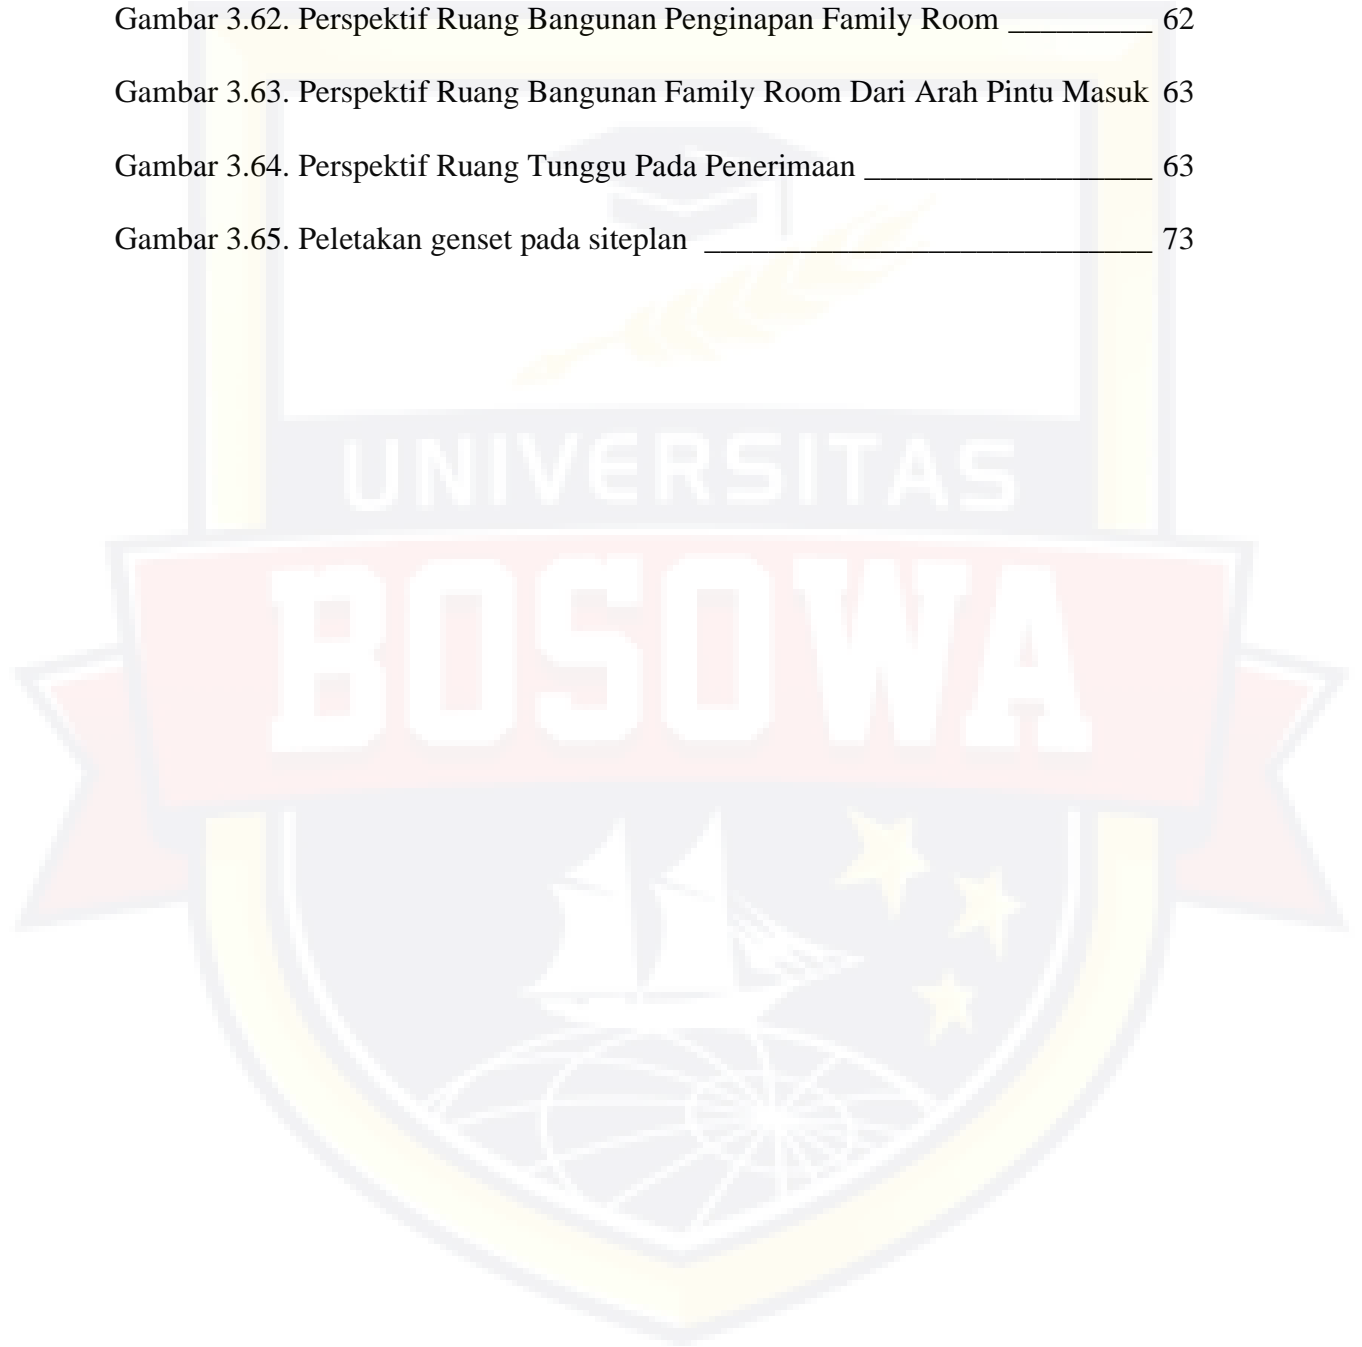 Gambar 3.62. Perspektif Ruang Bangunan Penginapan Family Room _________ 62
Gambar 3.63. Perspektif Ruang Bangunan Family Room Dari Arah Pintu Masuk 63
Gambar 3.64. Perspektif Ruang Tunggu Pada Penerimaan __________________ 63
Gambar 3.65. Peletakan genset pada siteplan ____________________________ 73
UNIVERSITAS
BOSOWA